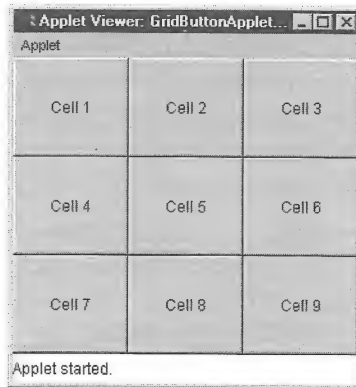 Applet Viewer: GridButtonApplet...
Applet
Cell 1 Cell 2 Cell 3
Cell 4 Cell 5 Cell 6
Cell 7 Cell 8 Cell 9
Applet started.